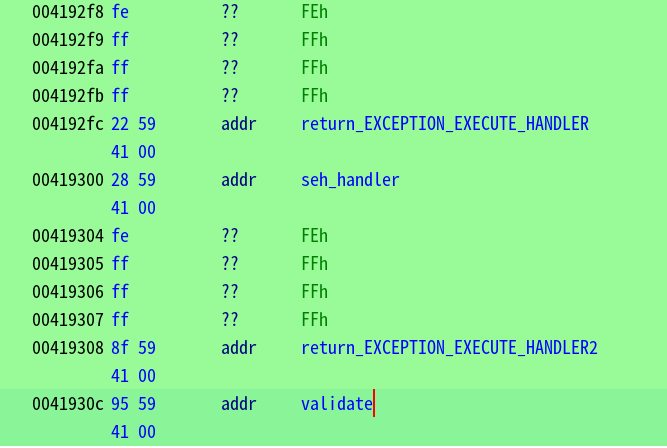 004192f8 fe ?? FEh
004192f9 ff ?? FFh
004192fa ff ?? FFh
004192fb ff ?? FFh
004192fc 22 59 addr return_EXCEPTION_EXECUTE_HANDLER
41 00
00419300 28 59 addr seh_handler
41 00
00419304 fe ?? FEh
00419305 ff ?? FFh
00419306 ff ?? FFh
00419307 ff ?? FFh
00419308 8f 59 addr return_EXCEPTION_EXECUTE_HANDLER2
41 00
0041930c 95 59 addr validate
41 00